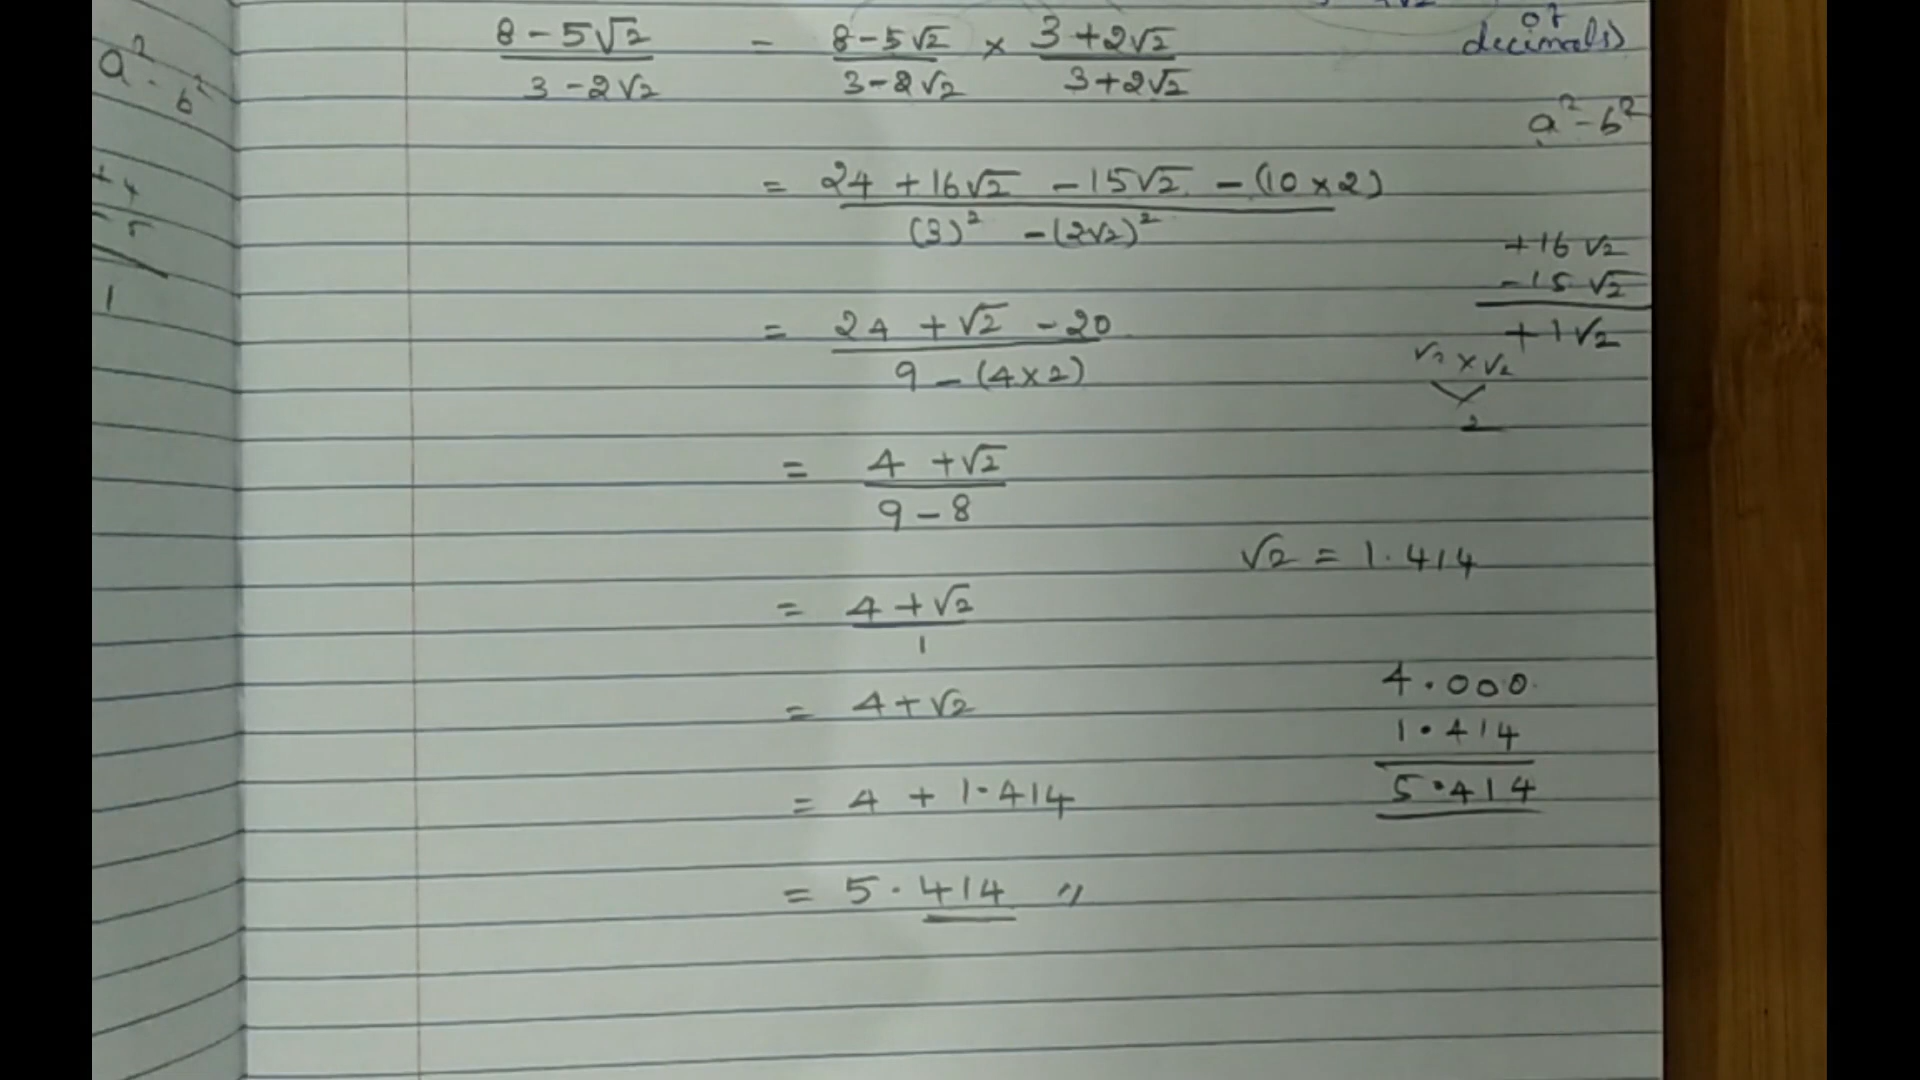 of
8 - 5√2 / 3 - 2√2 = 8 - 5√2 / 3 - 2√2 × 3 + 2√2 / 3 + 2√2
decimals)
a² - b²
a² - b²
= 24 + 16√2 - 15√2 - (10 × 2) / (3)² - (2√2)²
+16√2
-15√2
+1√2
= 24 + √2 - 20 / 9 - (4 × 2)
√2 × √2
2
= 4 + √2 / 9 - 8
√2 = 1.414
= 4 + √2 / 1
= 4 + √2
4.000
1.414
5.414
= 4 + 1.414
= 5.414 //
+4
1